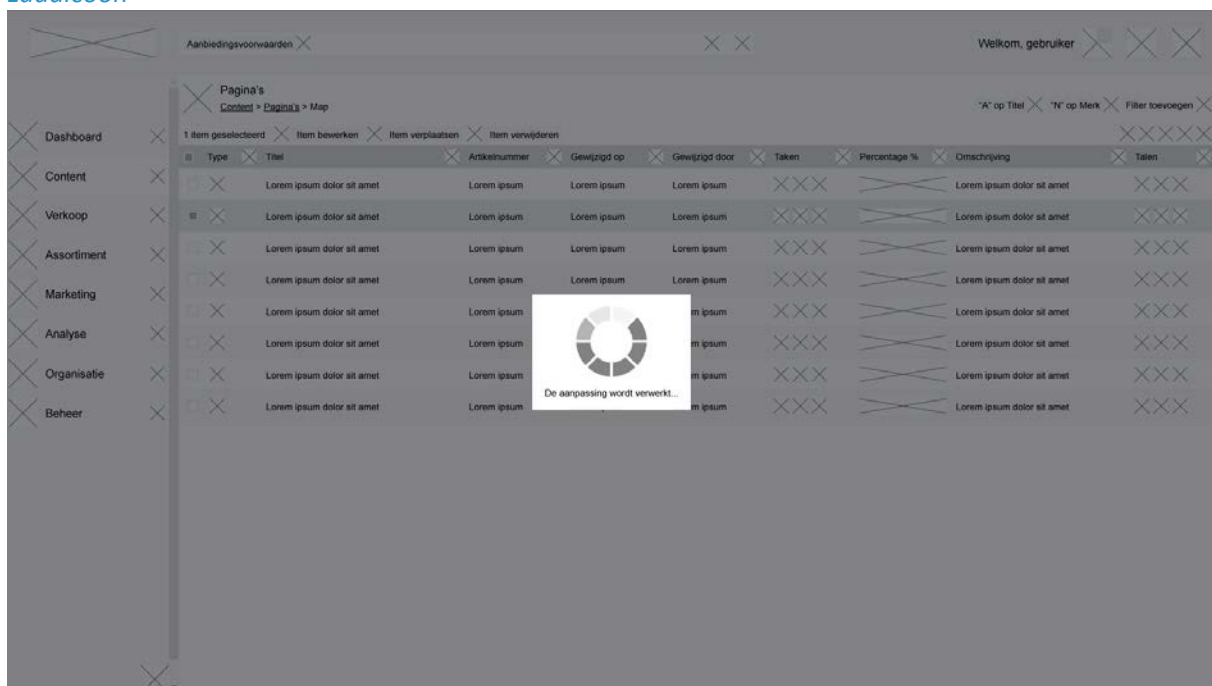 Laadicoon
Aanbiedingsvoorwaarden
Welkom, gebruiker
Pagina's
Content > Pagina's > Map
"A" op Titel "N" op Merk Filter toevoegen
1 item geselecteerd Item bewerken Item verplaatsen Item verwijderen
Type Titel Artikelnummer Gewijzigd op Gewijzigd door Taken Percentage % Omschrijving Talen
Lorem ipsum dolor sit amet Lorem ipsum Lorem ipsum Lorem ipsum Lorem ipsum dolor sit amet
Lorem ipsum dolor sit amet Lorem ipsum Lorem ipsum Lorem ipsum Lorem ipsum dolor sit amet
Lorem ipsum dolor sit amet Lorem ipsum Lorem ipsum Lorem ipsum Lorem ipsum dolor sit amet
Lorem ipsum dolor sit amet Lorem ipsum Lorem ipsum Lorem ipsum Lorem ipsum dolor sit amet
Lorem ipsum dolor sit amet Lorem ipsum m ipsum Lorem ipsum dolor sit amet
Lorem ipsum dolor sit amet Lorem ipsum m ipsum Lorem ipsum dolor sit amet
Lorem ipsum dolor sit amet Lorem ipsum m ipsum Lorem ipsum dolor sit amet
Lorem ipsum dolor sit amet Lorem ipsum m ipsum Lorem ipsum dolor sit amet
Dashboard
Content
Verkoop
Assortiment
Marketing
Analyse
Organisatie
Beheer
De aanpassing wordt verwerkt...